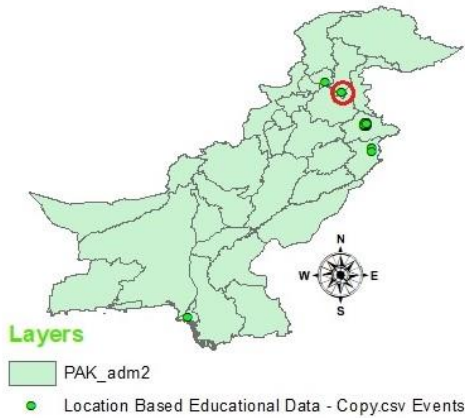 N
W E
S
Layers
PAK_adm2
Location Based Educational Data - Copy.csv Events